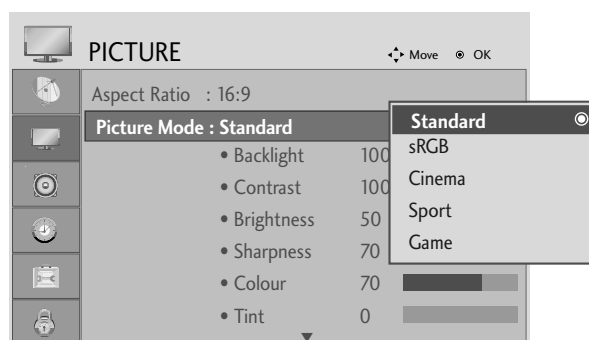 PICTURE Move OK
Aspect Ratio : 16:9
Picture Mode : Standard
• Backlight 100
• Contrast 100
• Brightness 50
• Sharpness 70
• Colour 70
• Tint 0
Standard
sRGB
Cinema
Sport
Game